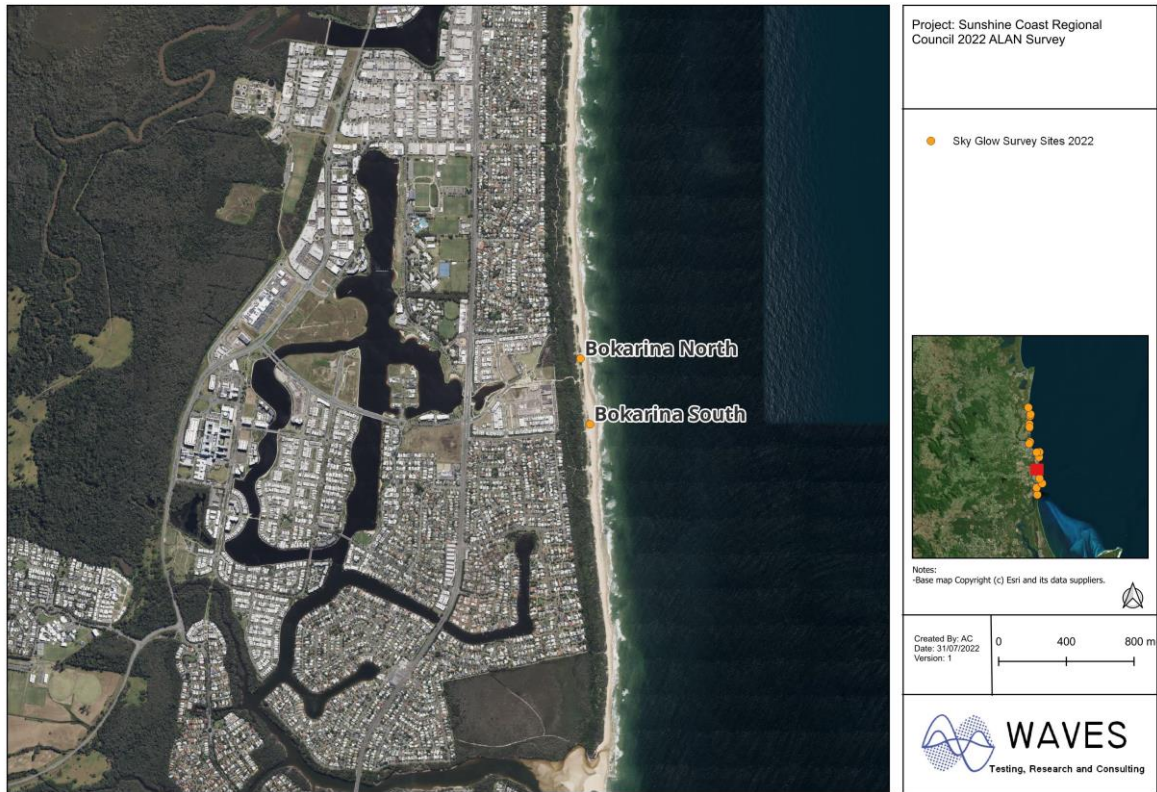 Project: Sunshine Coast Regional
Council 2022 ALAN Survey
Sky Glow Survey Sites 2022
Bokarina North
Bokarina South
Notes:
-Base map Copyright (c) Esri and its data suppliers.
Created By: AC
Date: 31/07/2022
Version: 1
0 400 800 m
WAVES
Testing, Research and Consulting